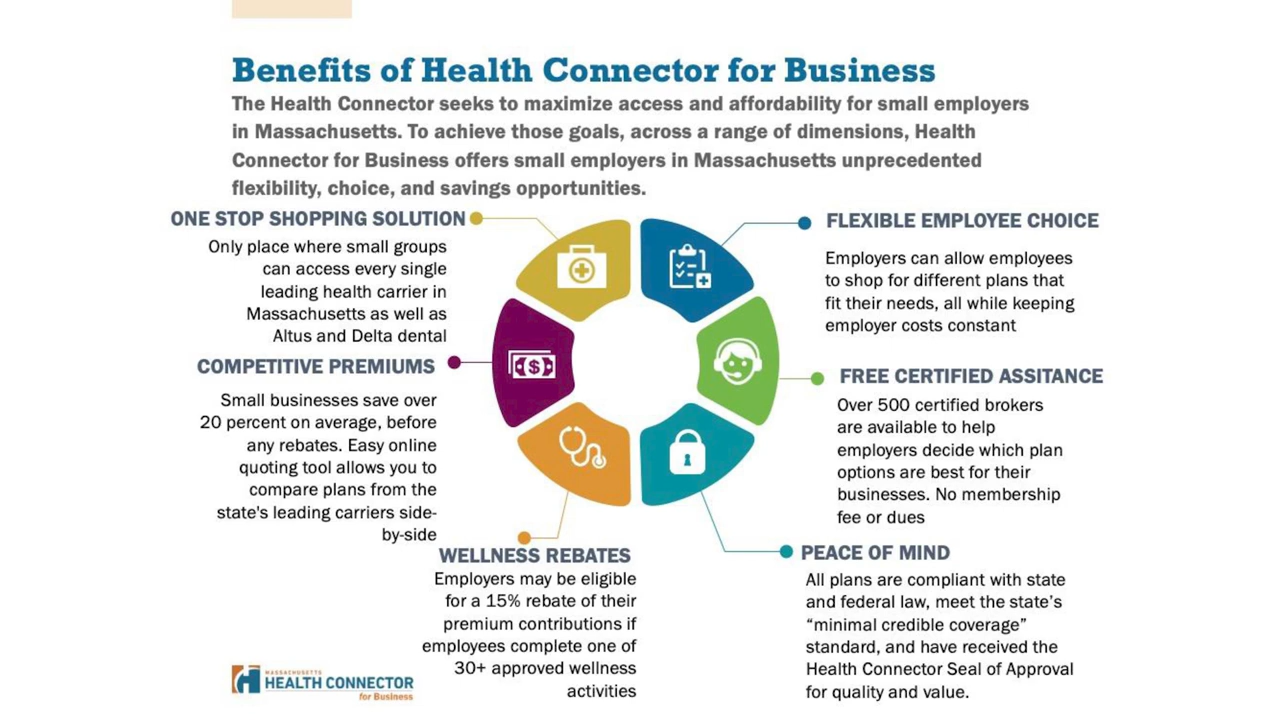 Benefits of Health Connector for Business
The Health Connector seeks to maximize access and affordability for small employers
in Massachusetts. To achieve those goals, across a range of dimensions, Health
Connector for Business offers small employers in Massachusetts unprecedented
flexibility, choice, and savings opportunities.
ONE STOP SHOPPING SOLUTION
Only place where small groups
can access every single
leading health carrier in
Massachusetts as well as
Altus and Delta dental
COMPETITIVE PREMIUMS
Small businesses save over
20 percent on average, before
any rebates. Easy online
quoting tool allows you to
compare plans from the
state's leading carriers side-
by-side
WELLNESS REBATES
Employers may be eligible
for a 15% rebate of their
premium contributions if
employees complete one of
30+ approved wellness
activities
FLEXIBLE EMPLOYEE CHOICE
Employers can allow employees
to shop for different plans that
fit their needs, all while keeping
employer costs constant
FREE CERTIFIED ASSITANCE
Over 500 certified brokers
are available to help
employers decide which plan
options are best for their
businesses. No membership
fee or dues
PEACE OF MIND
All plans are compliant with state
and federal law, meet the state’s
“minimal credible coverage”
standard, and have received the
Health Connector Seal of Approval
for quality and value.
$
MASSACHUSETTS
HEALTH CONNECTOR
for Business